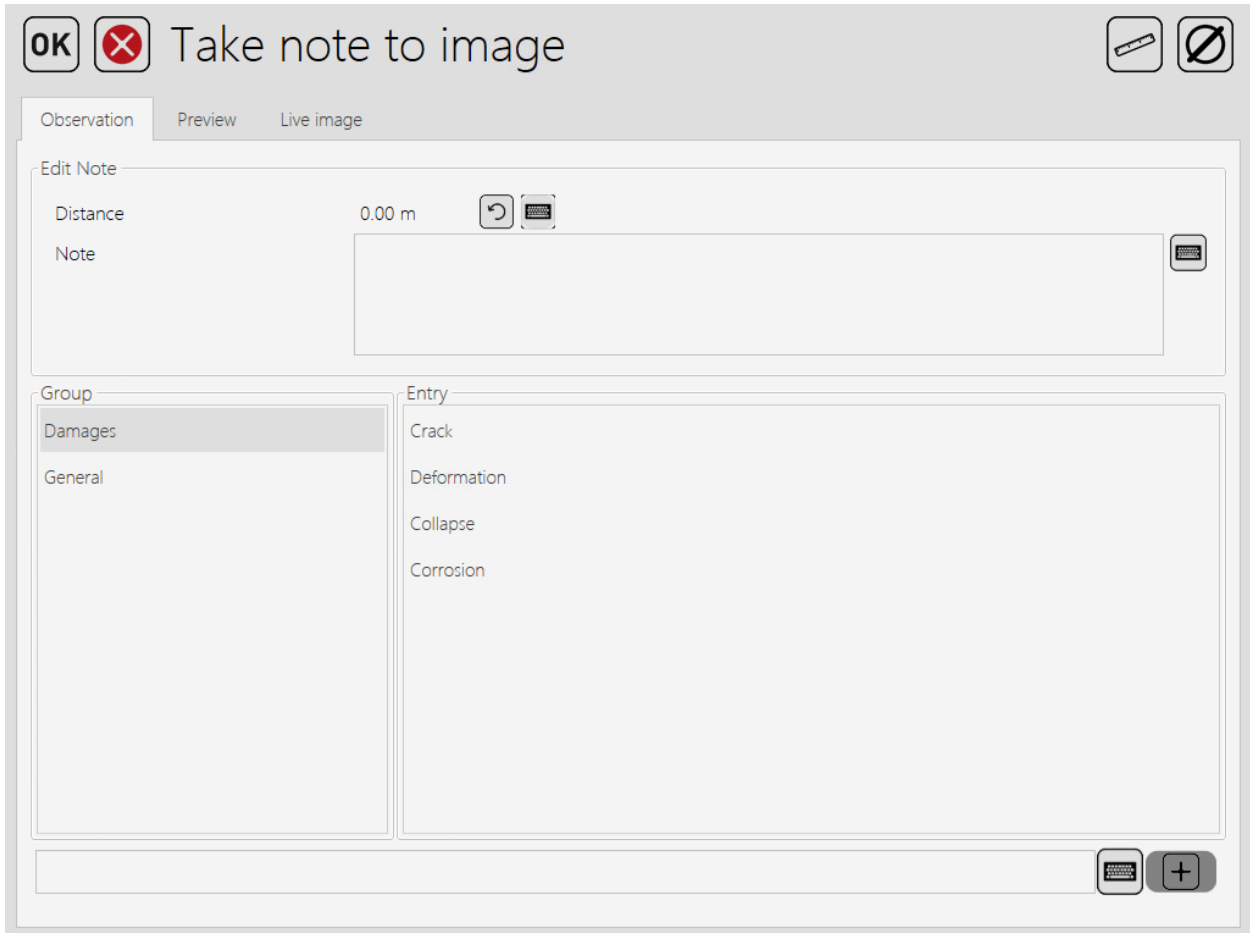 OK Take note to image
Observation Preview Live image
Edit Note
Distance 0.00 m
Note
Group Entry
Damages Crack
General Deformation
Collapse
Corrosion